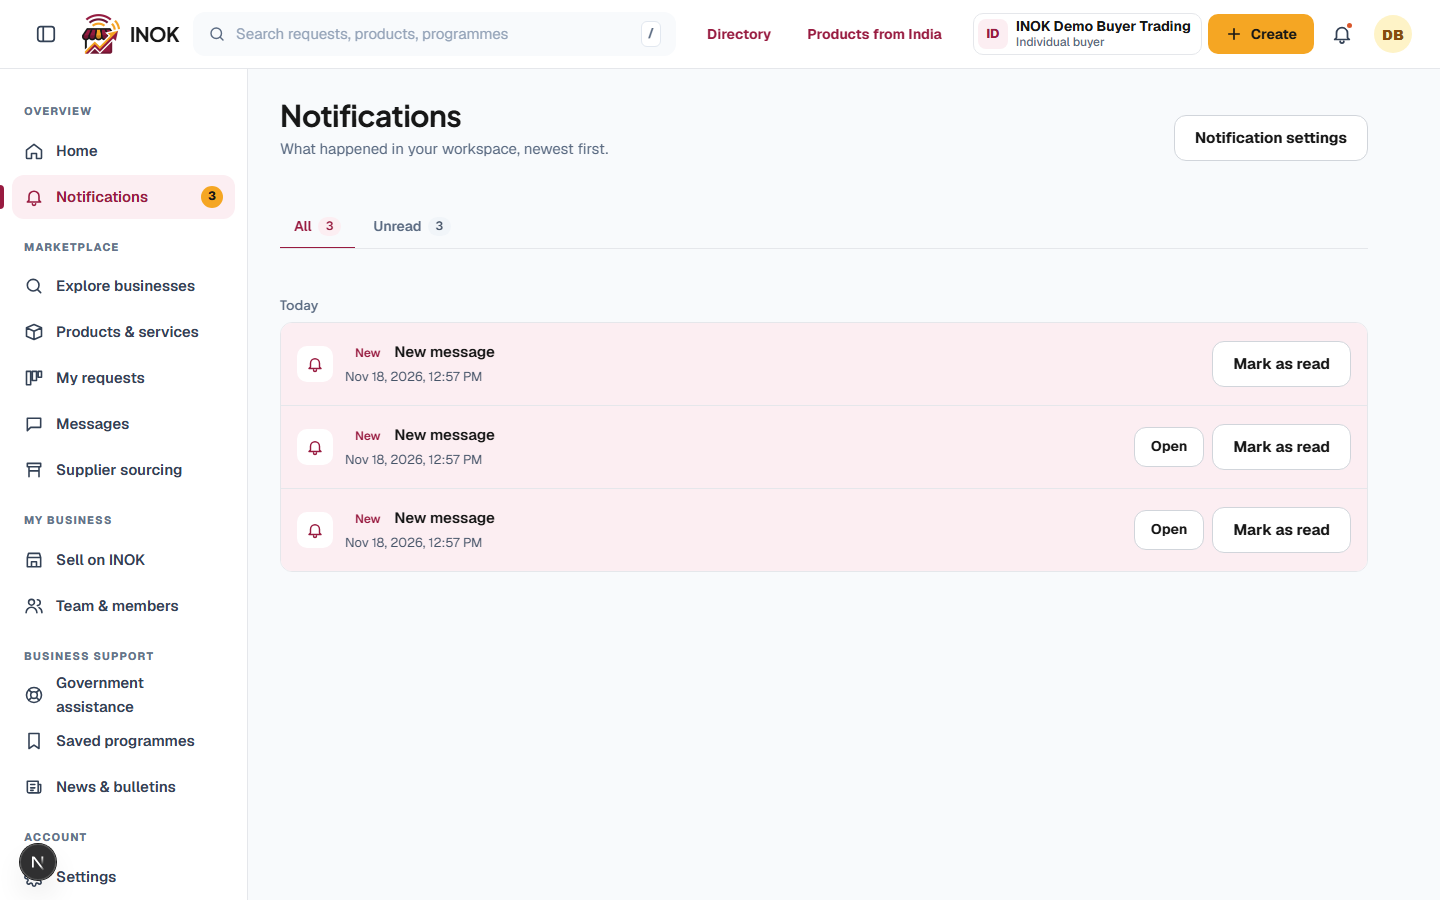 INOK
Search requests, products, programmes
/
Directory
Products from India
ID
INOK Demo Buyer Trading
Individual buyer
Create
DB
OVERVIEW
Home
Notifications
3
MARKETPLACE
Explore businesses
Products & services
My requests
Messages
Supplier sourcing
MY BUSINESS
Sell on INOK
Team & members
BUSINESS SUPPORT
Government
assistance
Saved programmes
News & bulletins
ACCOUNT
N
Settings
Notifications
What happened in your workspace, newest first.
Notification settings
All 3
Unread 3
Today
New New message
Nov 18, 2026, 12:57 PM
Mark as read
New New message
Nov 18, 2026, 12:57 PM
Open
Mark as read
New New message
Nov 18, 2026, 12:57 PM
Open
Mark as read